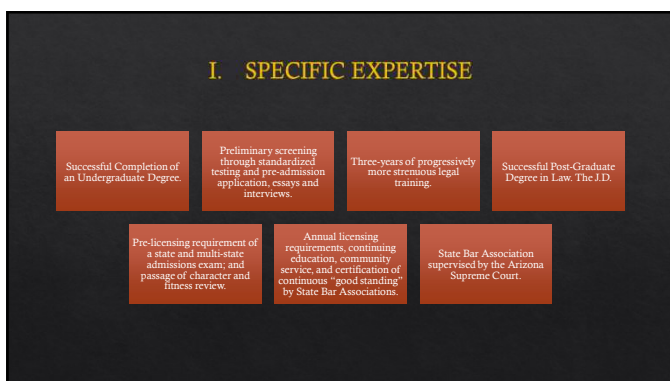 I. SPECIFIC EXPERTISE
Successful Completion of
an Undergraduate Degree.
Preliminary screening
through standardized
testing and pre-admission
application, essays and
interviews.
Three-years of progressively
more strenuous legal
training.
Successful Post-Graduate
Degree in Law. The J.D.
Pre-licensing requirement of
a state and multi-state
admissions exam; and
passage of character and
fitness review.
Annual licensing
requirements, continuing
education, community
service, and certification of
continuous “good standing”
by State Bar Associations.
State Bar Association
supervised by the Arizona
Supreme Court.